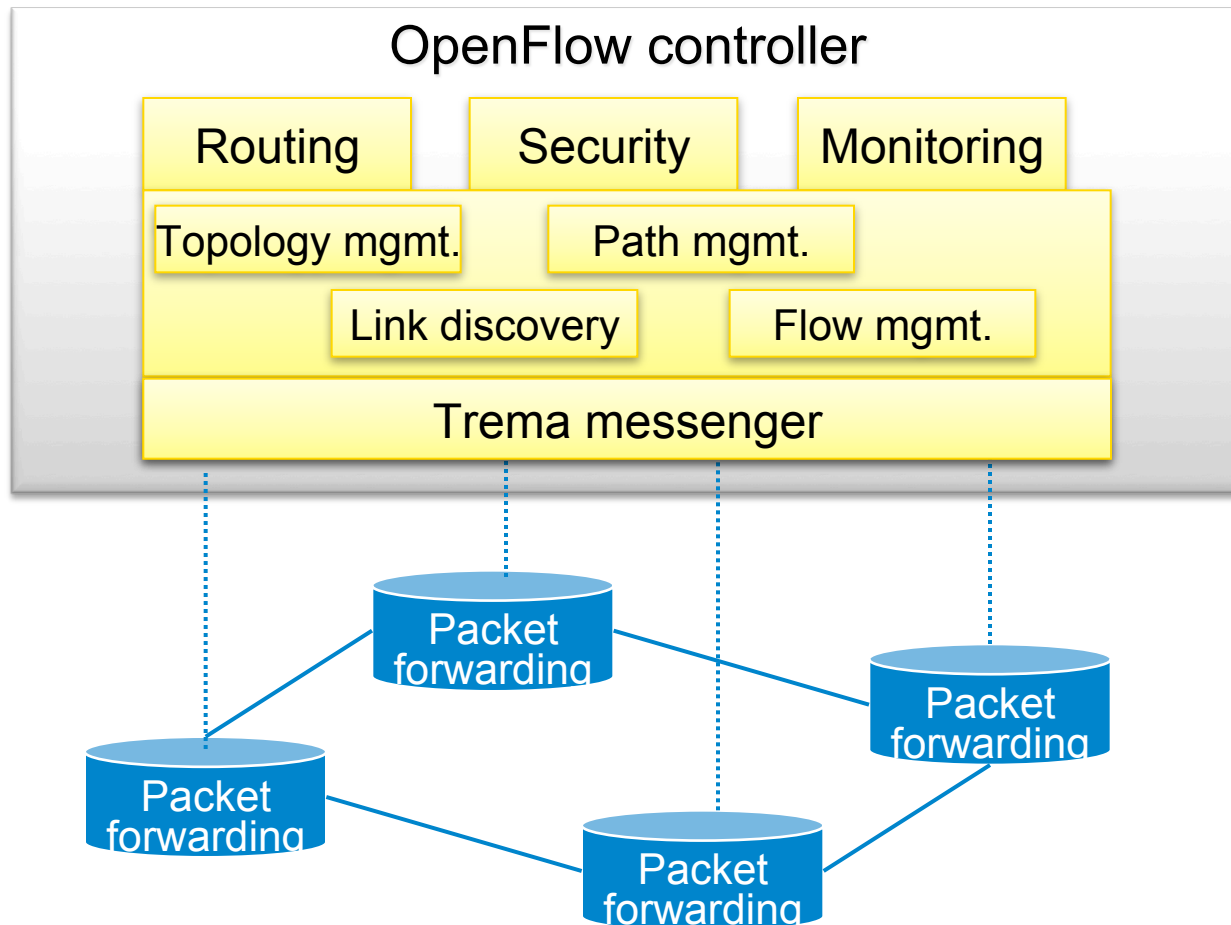 OpenFlow controller
Routing
Security
Monitoring
Topology mgmt.
Path mgmt.
Link discovery
Flow mgmt.
Trema messenger
Packet
forwarding
Packet
forwarding
Packet
forwarding
Packet
forwarding